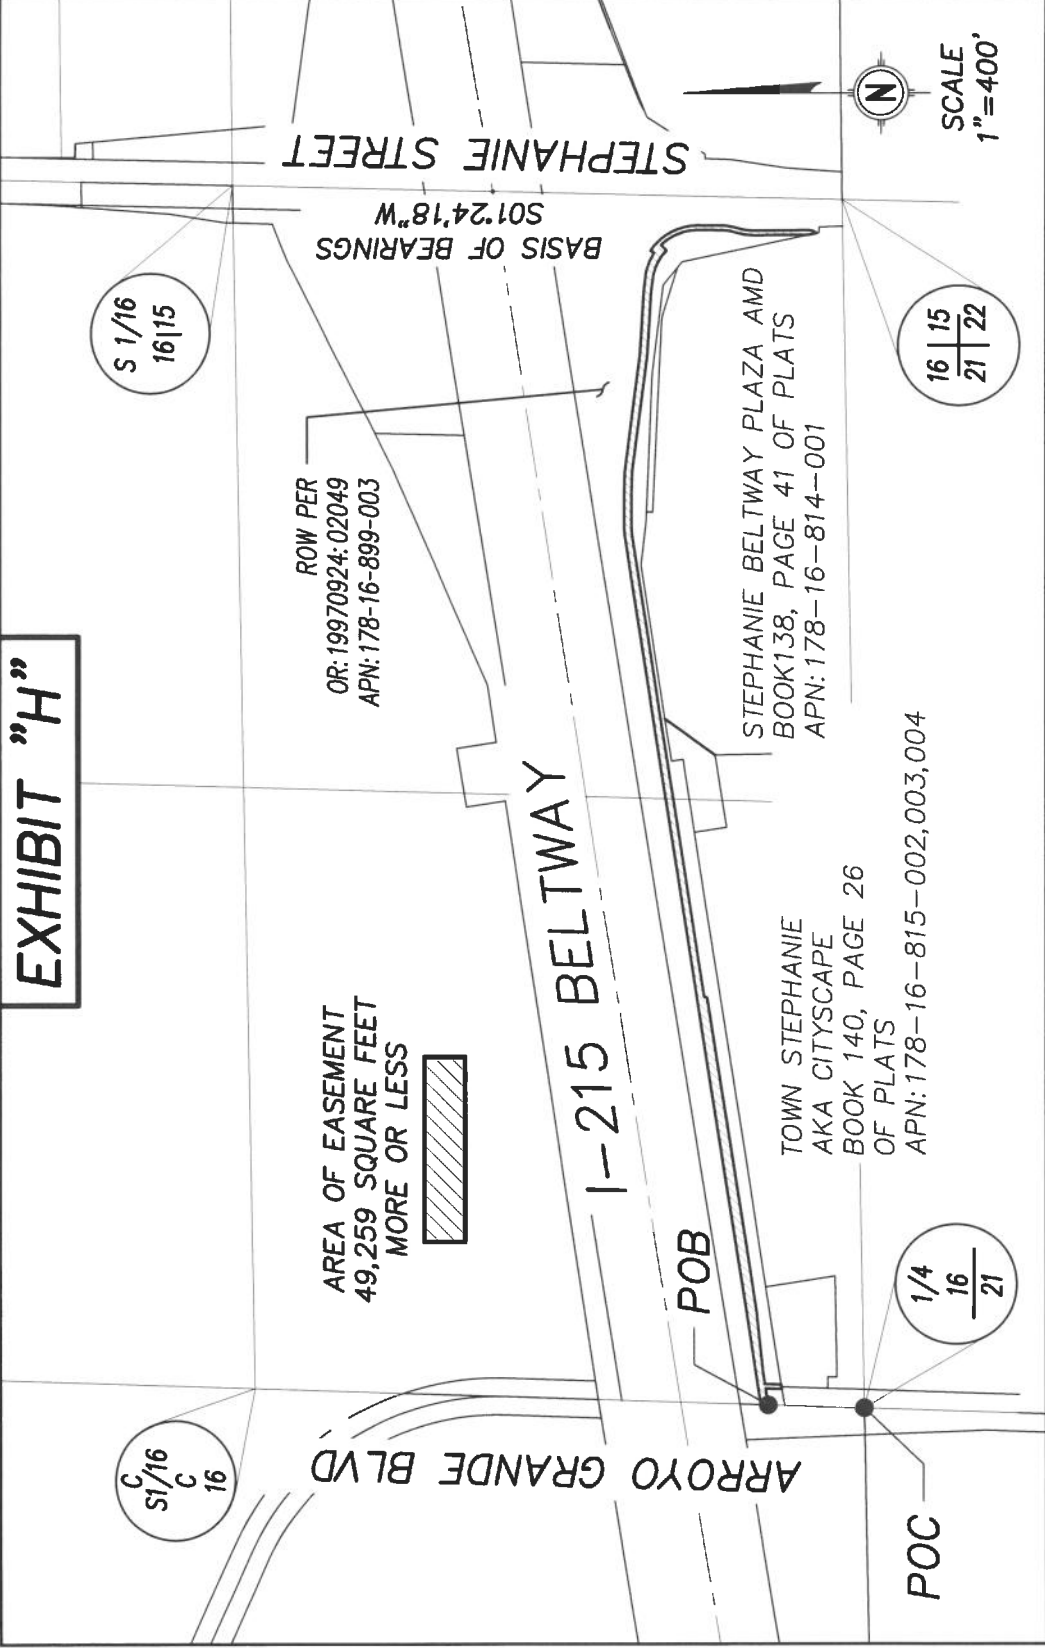 EXHIBIT "H"
C
S1/16
C
16
S 1/16
16|15
AREA OF EASEMENT
49,259 SQUARE FEET
MORE OR LESS
ROW PER
OR:19970924:02049
APN:178-16-899-003
ARROYO GRANDE BLVD
I-215 BELTWAY
STEPHANIE STREET
BASIS OF BEARINGS
S01°24'18"W
POB
STEPHANIE BELTWAY PLAZA AMD
BOOK138, PAGE 41 OF PLATS
APN:178-16-814-001
TOWN STEPHANIE
AKA CITYSCAPE
BOOK 140, PAGE 26
OF PLATS
APN:178-16-815-002,003,004
POC
1/4
16
21
16 | 15
21 | 22
N
SCALE
1"=400'